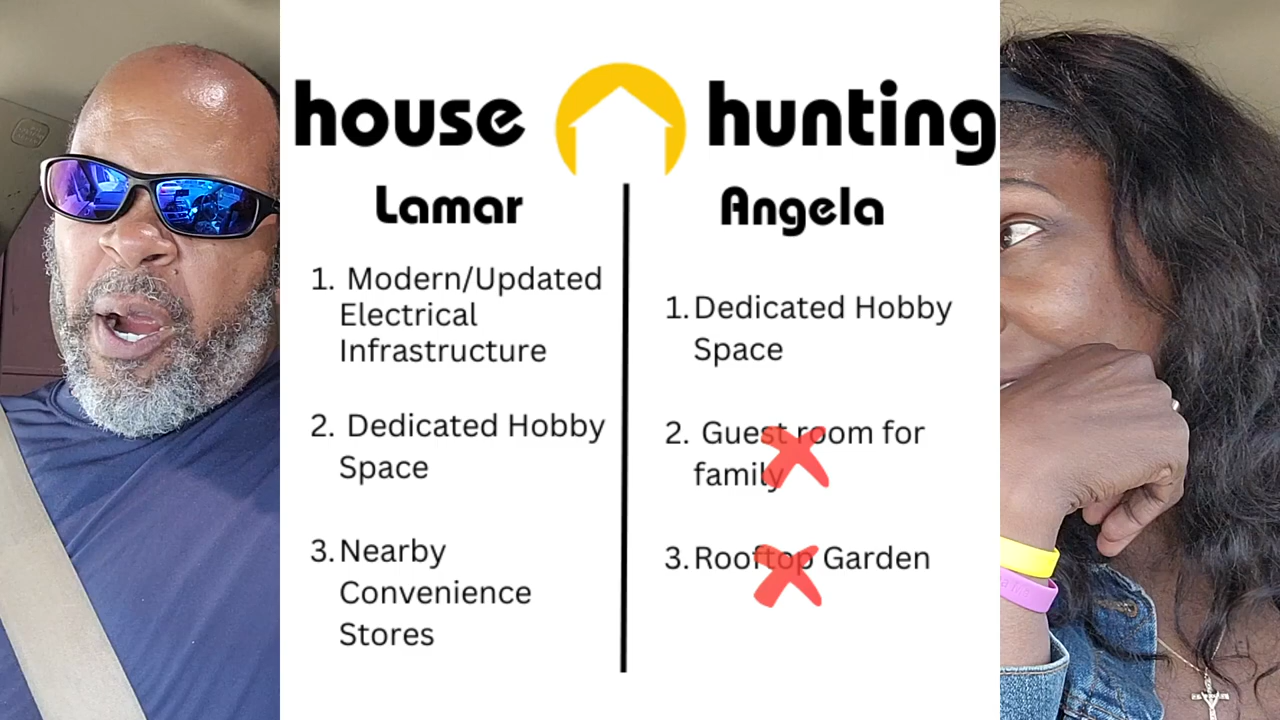 house hunting
Lamar
Angela
1. Modern/Updated
Electrical
Infrastructure
2. Dedicated Hobby
Space
3. Nearby
Convenience
Stores
1. Dedicated Hobby
Space
2. Guest room for
family
3. Rooftop Garden